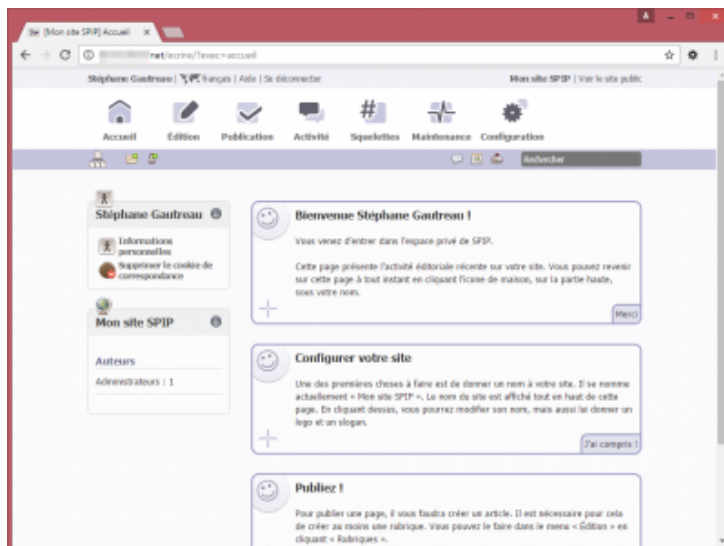 [Mon site SPIP] Accueil
net/ecrire/?exec=accueil
Stéphane Gautreau | français | Aide | Se déconnecter
Mon site SPIP | Voir le site public
Accueil Édition Publication Activité Squelettes Maintenance Configuration
Rechercher
Stéphane Gautreau
Informations
personnelles
Supprimer le cookie de
correspondance
Mon site SPIP
Auteurs
Administrateurs : 1
Bienvenue Stéphane Gautreau !
Vous venez d'entrer dans l'espace privé de SPIP.
Cette page présente l'activité éditoriale récente sur votre site. Vous pouvez revenir
sur cette page à tout instant en cliquant l'icone de maison, sur la partie haute,
sous votre nom.
Merci
Configurer votre site
Une des premières choses à faire est de donner un nom à votre site. Il se nomme
actuellement « Mon site SPIP ». Le nom de site est affiché tout en haut de cette
page. En cliquant dessus, vous pourrez modifier son nom, mais aussi lui donner un
logo et un slogan.
J'ai compris !
Publiez !
Pour publier une page, il vous faudra créer un article. Il est nécessaire pour cela
de créer au moins une rubrique. Vous pouvez le faire dans le menu « Édition » en
cliquant « Rubriques ».